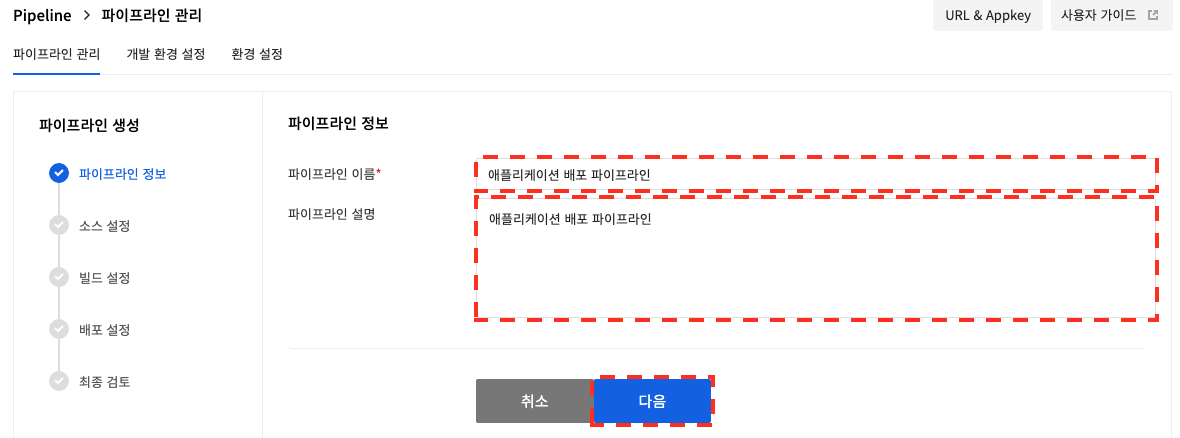 Pipeline > 파이프라인 관리
URL & Appkey
사용자 가이드
파이프라인 관리 개발 환경 설정 환경 설정
파이프라인 생성
파이프라인 정보
소스 설정
빌드 설정
배포 설정
최종 검토
파이프라인 정보
파이프라인 이름*
애플리케이션 배포 파이프라인
파이프라인 설명
애플리케이션 배포 파이프라인
취소
다음